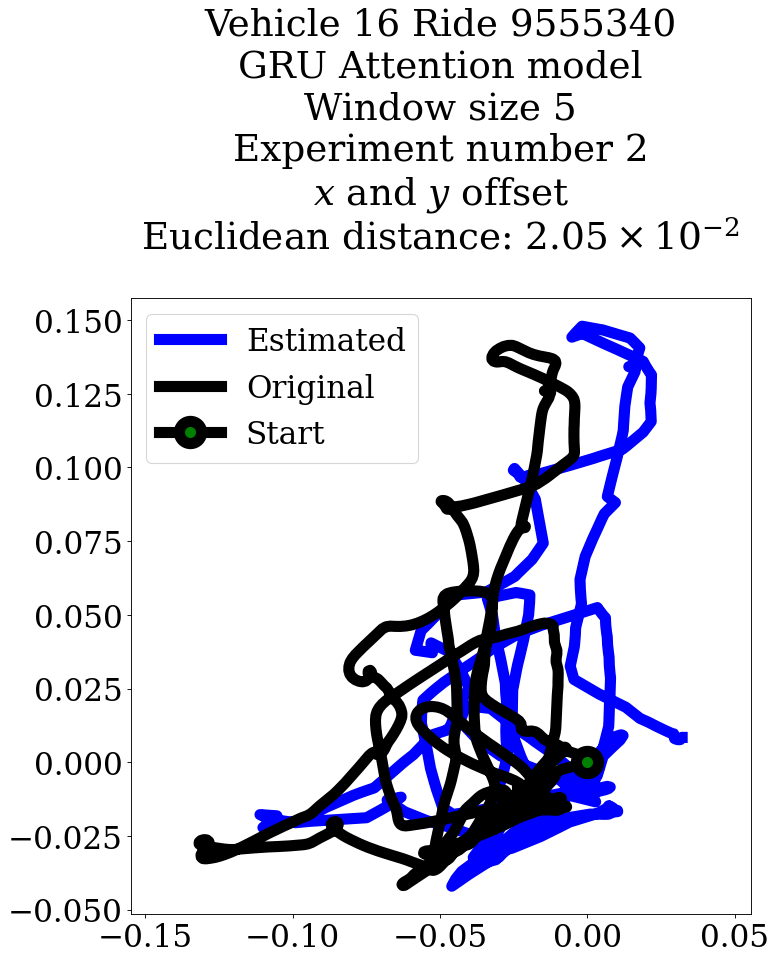 Vehicle 16 Ride 9555340
GRU Attention model
Window size 5
Experiment number 2
x and y offset
Euclidean distance: 2.05 × 10⁻²
Estimated
Original
Start
0.150
0.125
0.100
0.075
0.050
0.025
0.000
−0.025
−0.050
−0.15 −0.10 −0.05 0.00 0.05